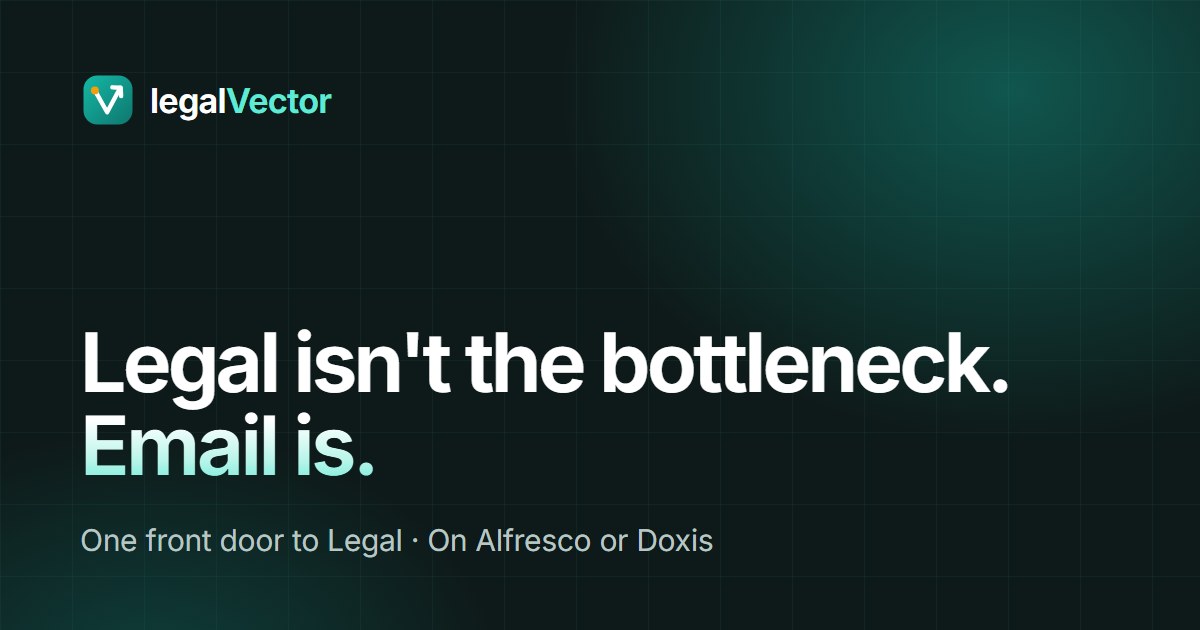 legalVector
Legal isn't the bottleneck.
Email is.
One front door to Legal · On Alfresco or Doxis